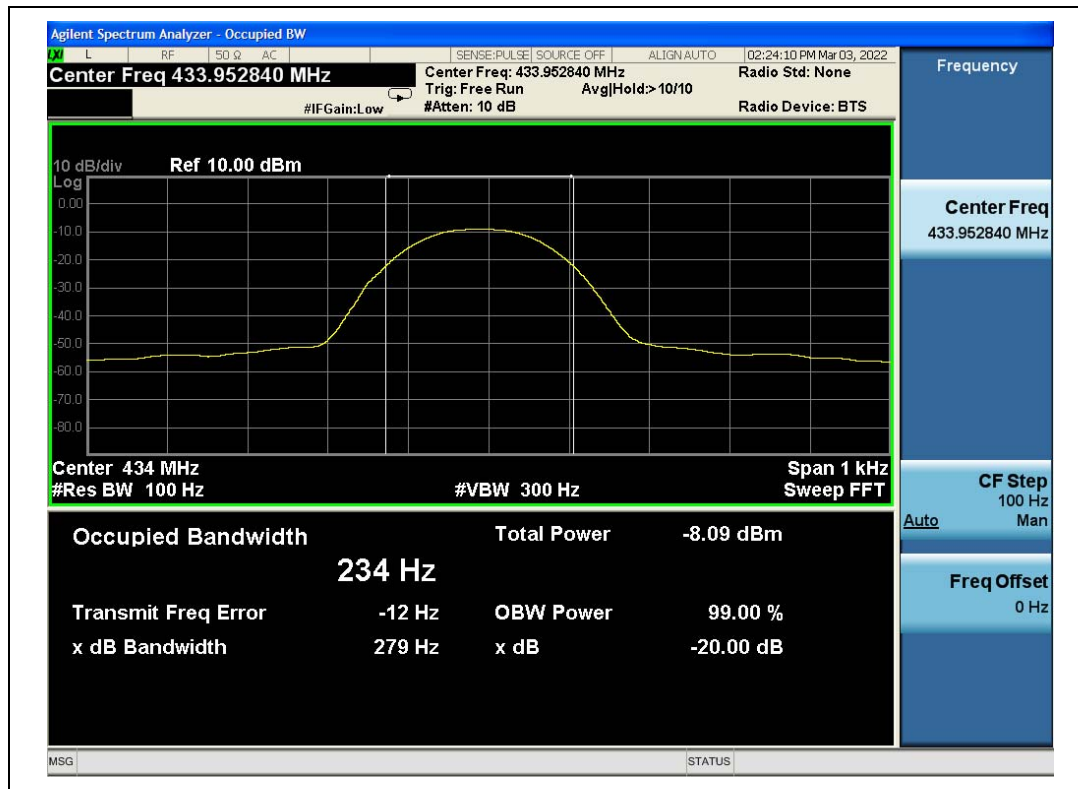 Agilent Spectrum Analyzer - Occupied BW
LXI L RF 50 Ω AC SENSE:PULSE SOURCE OFF ALIGN AUTO 02:24:10 PM Mar 03, 2022
Center Freq 433.952840 MHz
Center Freq: 433.952840 MHz Radio Std: None
Trig: Free Run Avg|Hold:> 10/10
#IFGain:Low #Atten: 10 dB Radio Device: BTS
Frequency
10 dB/div Ref 10.00 dBm
Log
0.00
-10.0
-20.0
-30.0
-40.0
-50.0
-60.0
-70.0
-80.0
Center 434 MHz Span 1 kHz
#Res BW 100 Hz #VBW 300 Hz Sweep FFT
Occupied Bandwidth Total Power -8.09 dBm
234 Hz
Transmit Freq Error -12 Hz OBW Power 99.00 %
x dB Bandwidth 279 Hz x dB -20.00 dB
Center Freq
433.952840 MHz
CF Step
100 Hz
Auto Man
Freq Offset
0 Hz
MSG STATUS